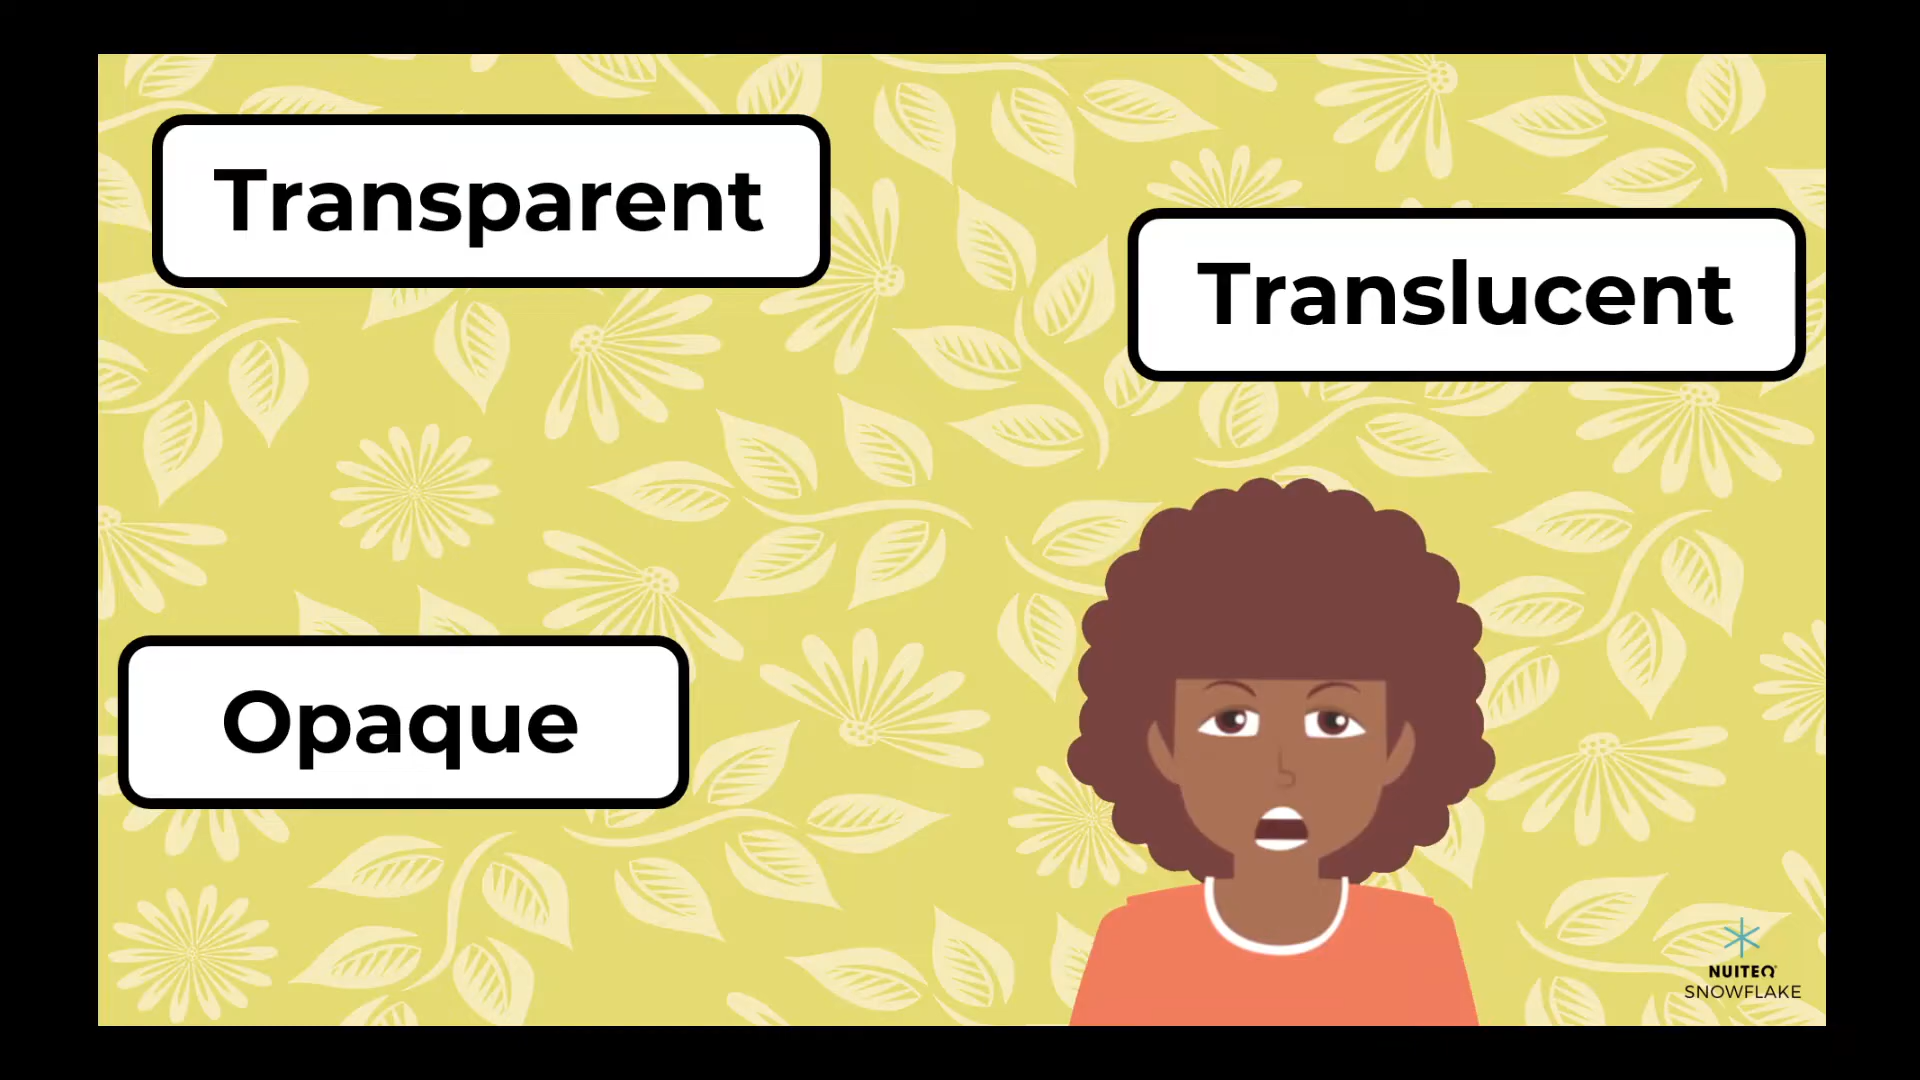 Transparent
Translucent
Opaque
NUITEQ
SNOWFLAKE